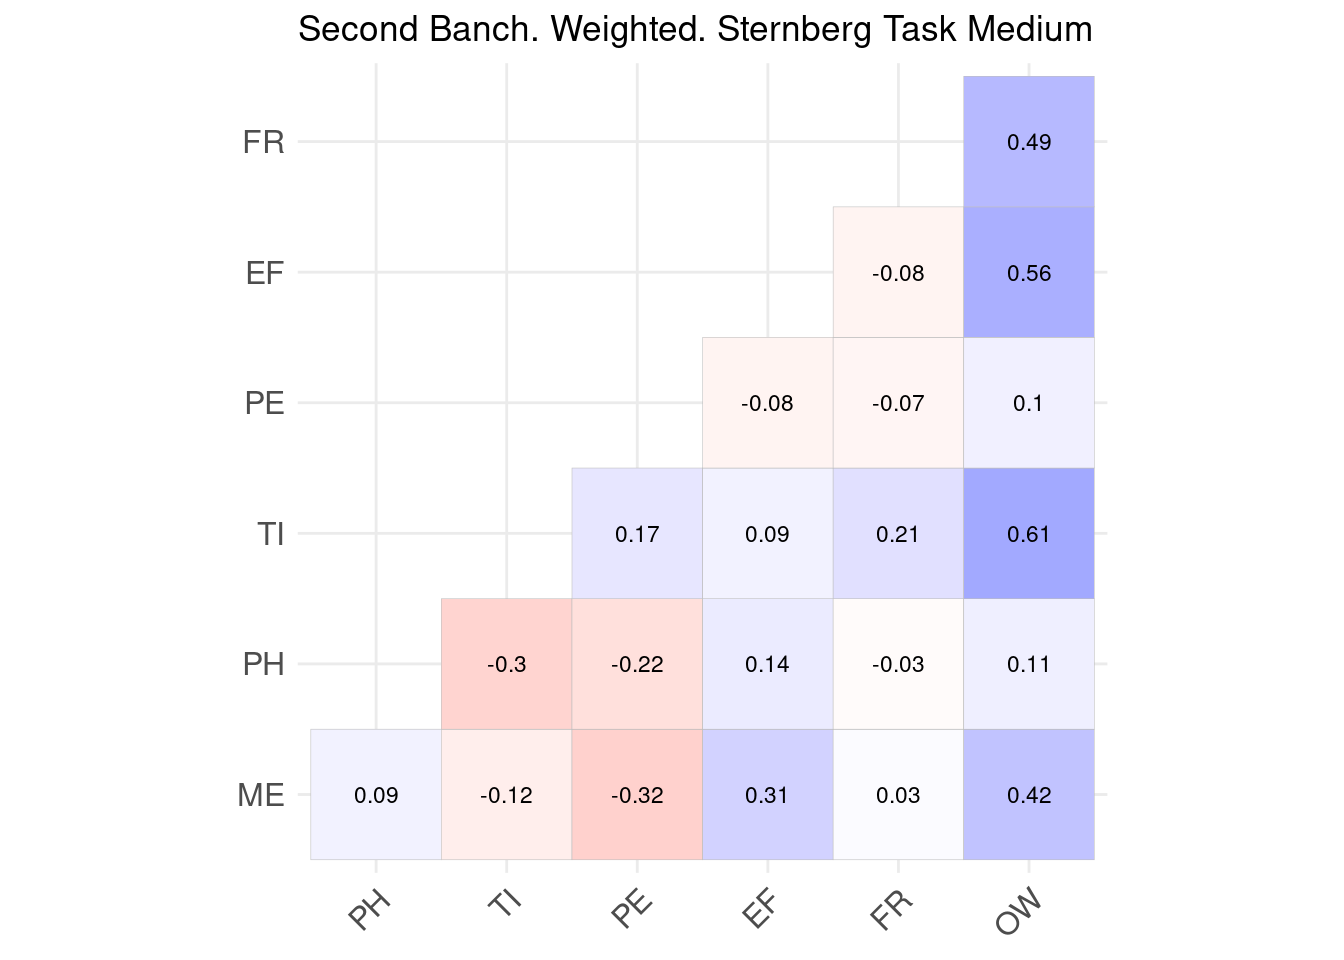 Second Banch. Weighted. Sternberg Task Medium
FR 0.49
EF -0.08 0.56
PE -0.08 -0.07 0.1
TI 0.17 0.09 0.21 0.61
PH -0.3 -0.22 0.14 -0.03 0.11
ME 0.09 -0.12 -0.32 0.31 0.03 0.42
PH TI PE EF FR OW